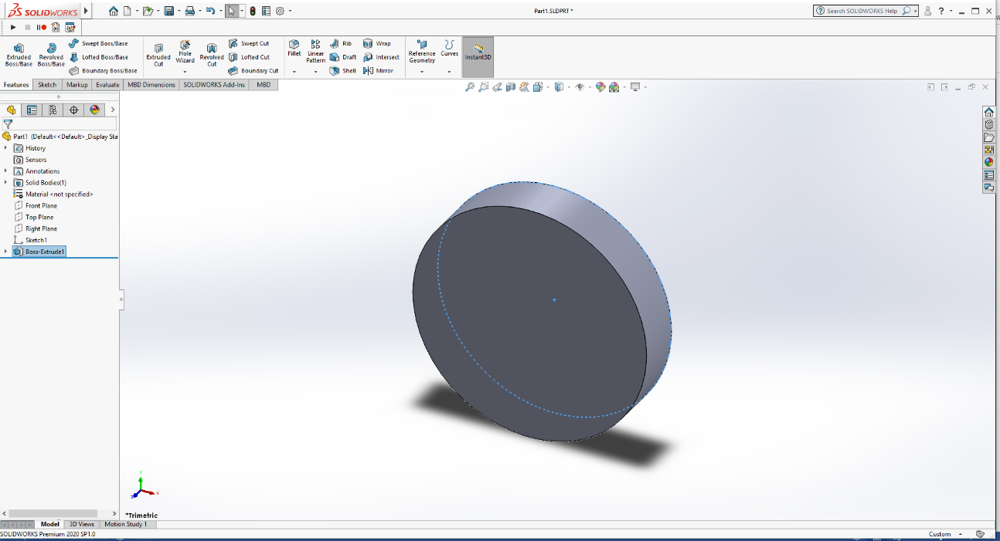 SOLIDWORKS
Part1.SLDPRT *
Search SOLIDWORKS Help
?
Extruded Boss/Base
Revolved Boss/Base
Swept Boss/Base
Lofted Boss/Base
Boundary Boss/Base
Extruded Cut
Hole Wizard
Revolved Cut
Swept Cut
Lofted Cut
Boundary Cut
Fillet
Linear Pattern
Rib
Draft
Shell
Wrap
Intersect
Mirror
Reference Geometry
Curves
Instant3D
Features Sketch Markup Evaluate MBD Dimensions SOLIDWORKS Add-Ins MBD
Part1 (Default<<Default>_Display Sta
History
Sensors
A Annotations
Solid Bodies(1)
Material <not specified>
Front Plane
Top Plane
Right Plane
Sketch1
Boss-Extrude1
Y
X
Z
*Trimetric
Model 3D Views Motion Study 1
SOLIDWORKS Premium 2020 SP1.0
Custom